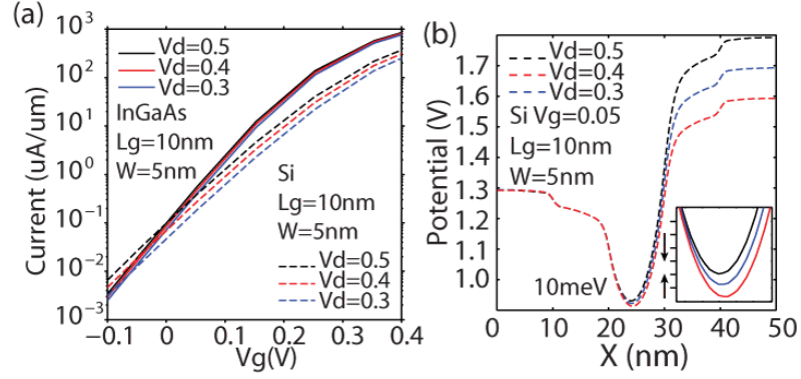 (a)
10³
10²
10¹
10⁰
10⁻¹
10⁻²
10⁻³
Current (uA/um)
Vd=0.5
Vd=0.4
Vd=0.3
InGaAs
Lg=10nm
W=5nm
Si
Lg=10nm
W=5nm
Vd=0.5
Vd=0.4
Vd=0.3
−0.1 0 0.1 0.2 0.3 0.4
Vg(V)
(b)
1.7
1.6
1.5
1.4
1.3
1.2
1.1
1.0
Potential (V)
Vd=0.5
Vd=0.4
Vd=0.3
Si Vg=0.05
Lg=10nm
W=5nm
10meV
0 10 20 30 40 50
X (nm)